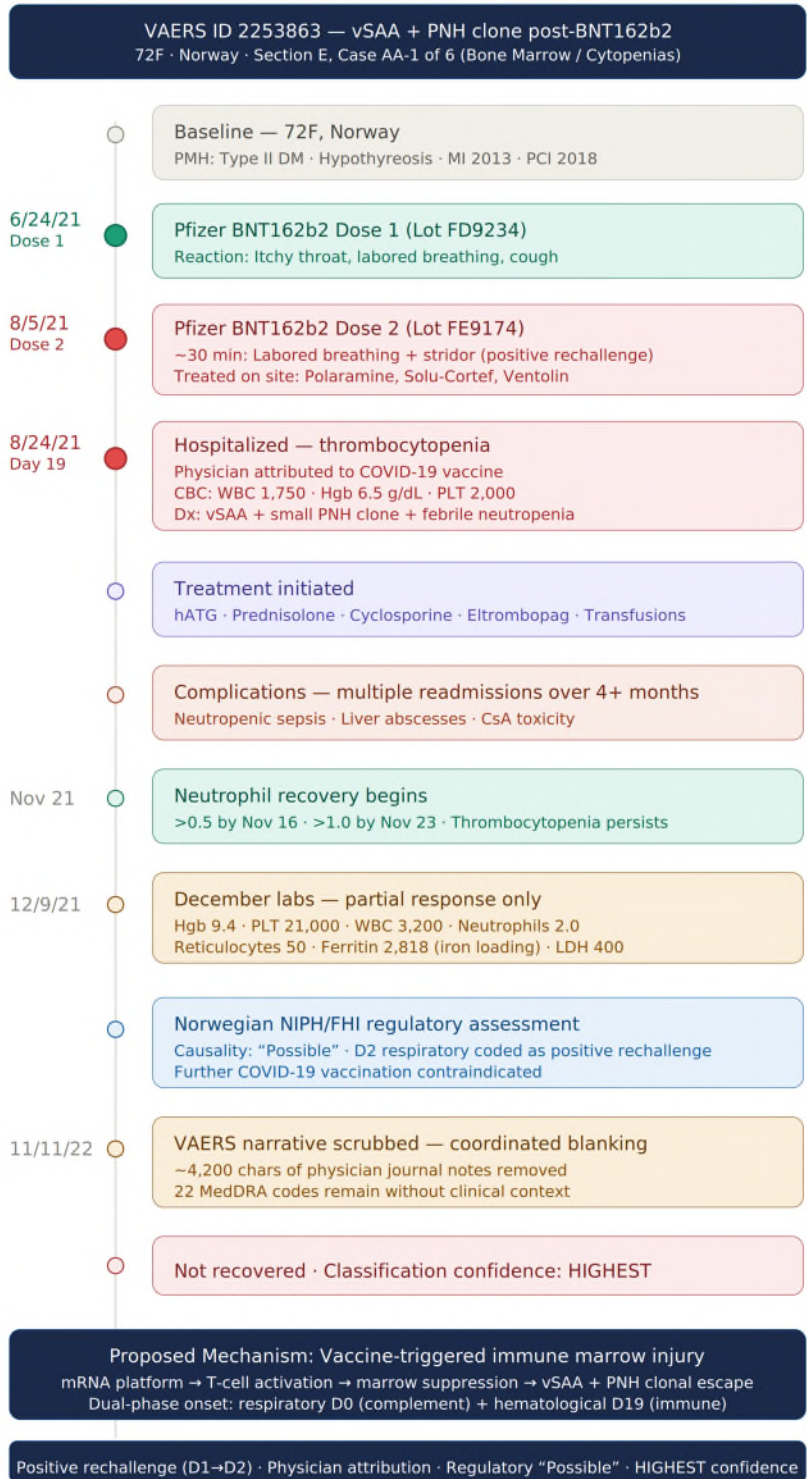 VAERS ID 2253863 — vSAA + PNH clone post-BNT162b2
72F · Norway · Section E, Case AA-1 of 6 (Bone Marrow / Cytopenias)
Baseline — 72F, Norway
PMH: Type II DM · Hypothyreosis · MI 2013 · PCI 2018
6/24/21
Dose 1
Pfizer BNT162b2 Dose 1 (Lot FD9234)
Reaction: Itchy throat, labored breathing, cough
8/5/21
Dose 2
Pfizer BNT162b2 Dose 2 (Lot FE9174)
~30 min: Labored breathing + stridor (positive rechallenge)
Treated on site: Polaramine, Solu-Cortef, Ventolin
8/24/21
Day 19
Hospitalized — thrombocytopenia
Physician attributed to COVID-19 vaccine
CBC: WBC 1,750 · Hgb 6.5 g/dL · PLT 2,000
Dx: vSAA + small PNH clone + febrile neutropenia
Treatment initiated
hATG · Prednisolone · Cyclosporine · Eltrombopag · Transfusions
Complications — multiple readmissions over 4+ months
Neutropenic sepsis · Liver abscesses · CsA toxicity
Nov 21
Neutrophil recovery begins
>0.5 by Nov 16 · >1.0 by Nov 23 · Thrombocytopenia persists
12/9/21
December labs — partial response only
Hgb 9.4 · PLT 21,000 · WBC 3,200 · Neutrophils 2.0
Reticulocytes 50 · Ferritin 2,818 (iron loading) · LDH 400
Norwegian NIPH/FHI regulatory assessment
Causality: “Possible” · D2 respiratory coded as positive rechallenge
Further COVID-19 vaccination contraindicated
11/11/22
VAERS narrative scrubbed — coordinated blanking
~4,200 chars of physician journal notes removed
22 MedDRA codes remain without clinical context
Not recovered · Classification confidence: HIGHEST
Proposed Mechanism: Vaccine-triggered immune marrow injury
mRNA platform → T-cell activation → marrow suppression → vSAA + PNH clonal escape
Dual-phase onset: respiratory D0 (complement) + hematological D19 (immune)
Positive rechallenge (D1→D2) · Physician attribution · Regulatory “Possible” · HIGHEST confidence